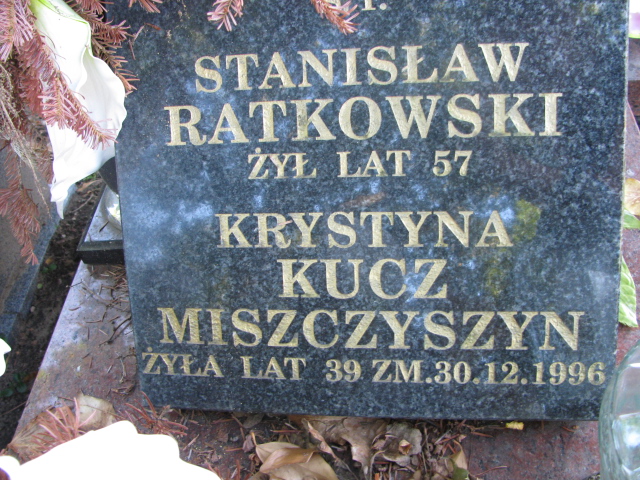 STANISŁAW
RATKOWSKI
ŻYŁ LAT 57
KRYSTYNA
KUCZ
MISZCZYSZYN
ŻYŁA LAT 39 ZM.30.12.1996